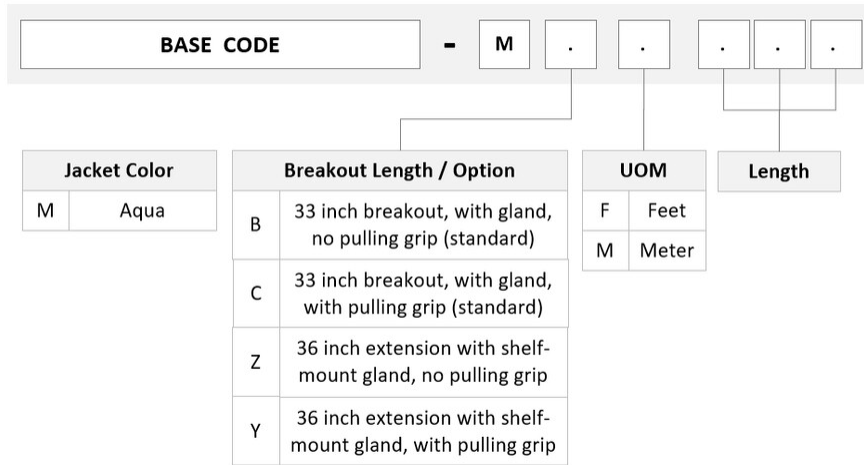 BASE CODE - M . . . . .
Jacket Color
M Aqua
Breakout Length / Option
B 33 inch breakout, with gland,
no pulling grip (standard)
C 33 inch breakout, with gland,
with pulling grip (standard)
Z 36 inch extension with shelf-
mount gland, no pulling grip
Y 36 inch extension with shelf-
mount gland, with pulling grip
UOM
F Feet
M Meter
Length